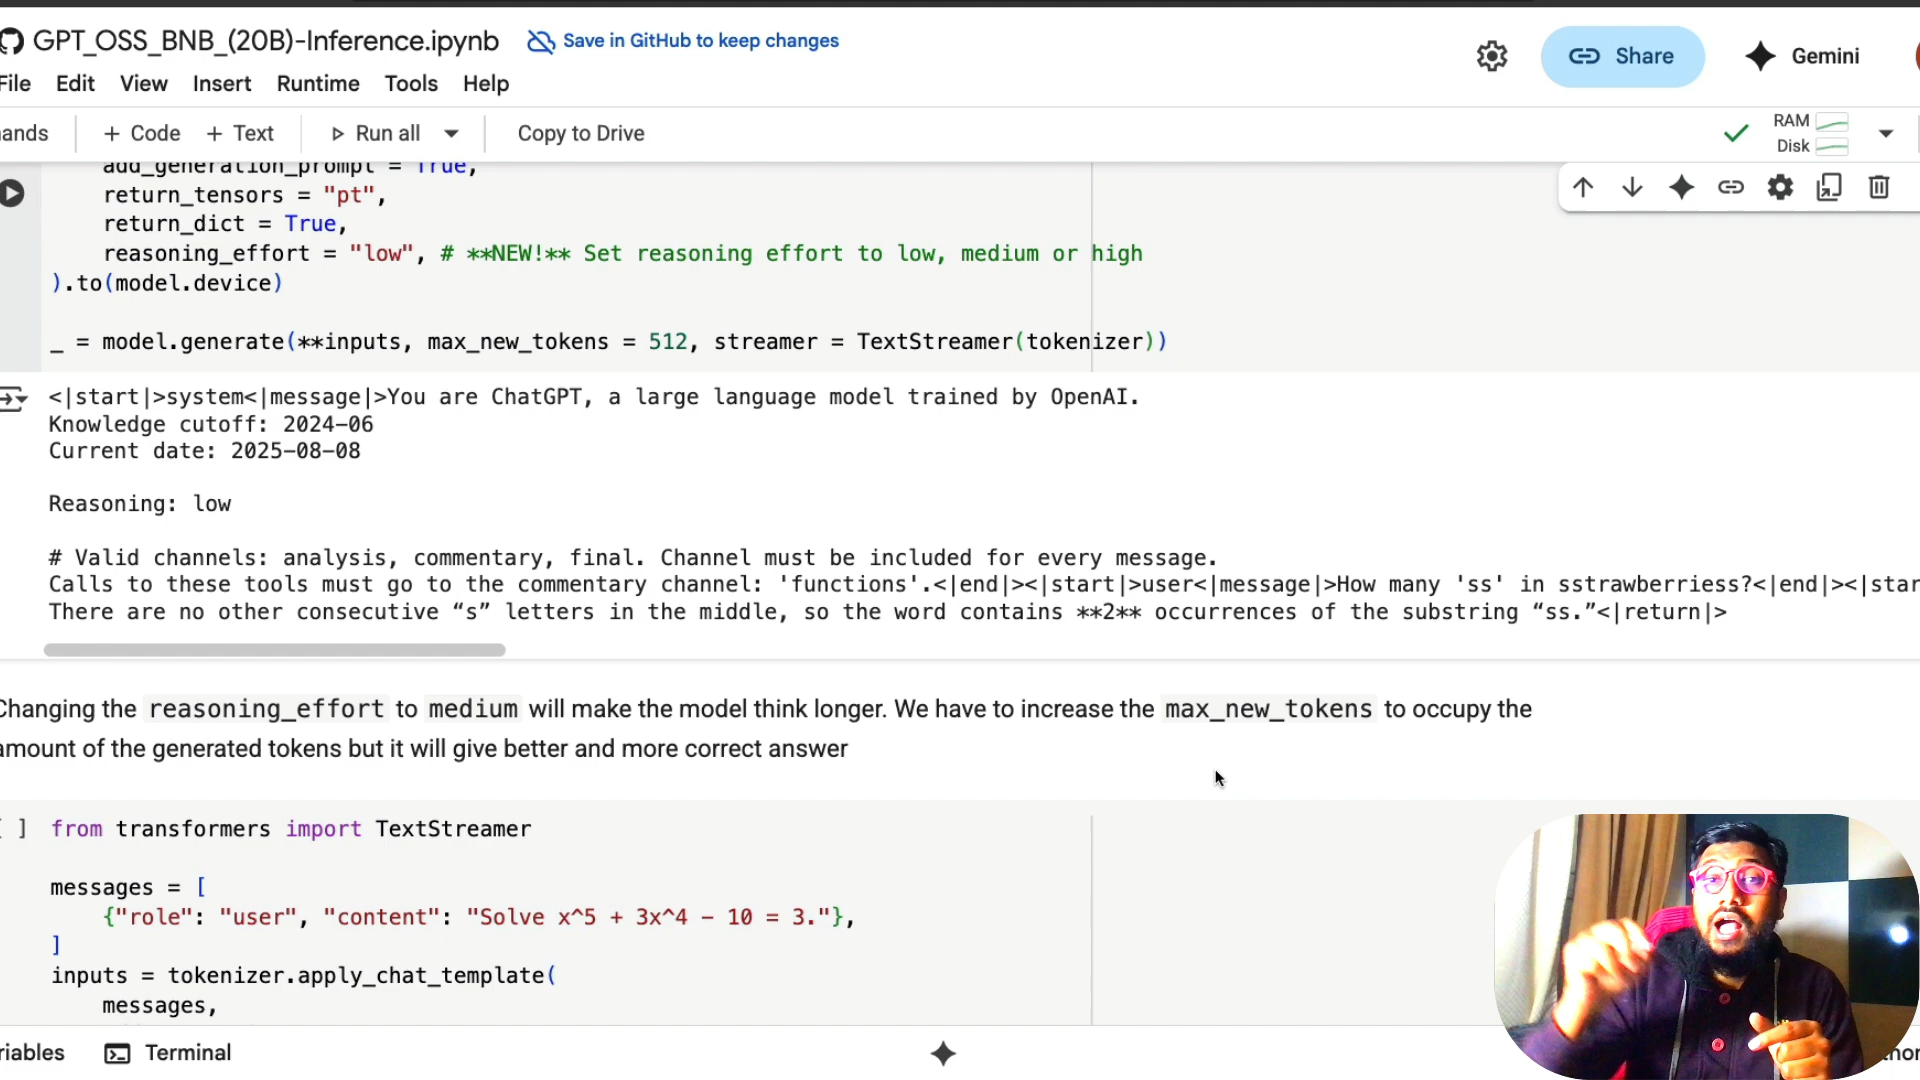 GPT_OSS_BNB_(20B)-Inference.ipynb
Save in GitHub to keep changes
Share
Gemini
File Edit View Insert Runtime Tools Help
ands
+ Code + Text
Run all
Copy to Drive
RAM
Disk
add_generation_prompt = True,
return_tensors = "pt",
return_dict = True,
reasoning_effort = "low", # **NEW!** Set reasoning effort to low, medium or high
).to(model.device)
_ = model.generate(**inputs, max_new_tokens = 512, streamer = TextStreamer(tokenizer))
<|start|>system<|message|>You are ChatGPT, a large language model trained by OpenAI.
Knowledge cutoff: 2024-06
Current date: 2025-08-08
Reasoning: low
# Valid channels: analysis, commentary, final. Channel must be included for every message.
Calls to these tools must go to the commentary channel: 'functions'.<|end|><|start|>user<|message|>How many 'ss' in sstrawberriess?<|end|><|star
There are no other consecutive “s” letters in the middle, so the word contains **2** occurrences of the substring “ss.”<|return|>
Changing the reasoning_effort to medium will make the model think longer. We have to increase the max_new_tokens to occupy the
amount of the generated tokens but it will give better and more correct answer
[ ] from transformers import TextStreamer
messages = [
{"role": "user", "content": "Solve x^5 + 3x^4 - 10 = 3."},
]
inputs = tokenizer.apply_chat_template(
messages,
riables
Terminal